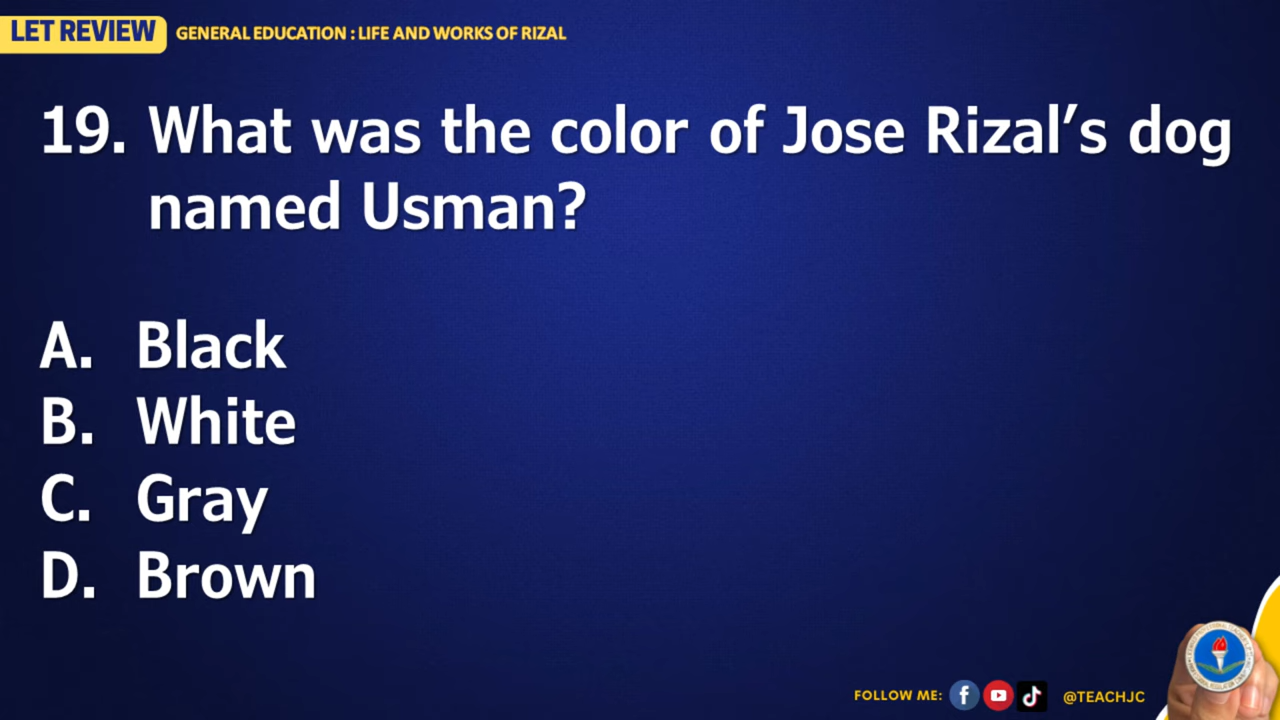 LET REVIEW
GENERAL EDUCATION : LIFE AND WORKS OF RIZAL
19. What was the color of Jose Rizal’s dog
named Usman?
A. Black
B. White
C. Gray
D. Brown
FOLLOW ME:
@TEACHJC